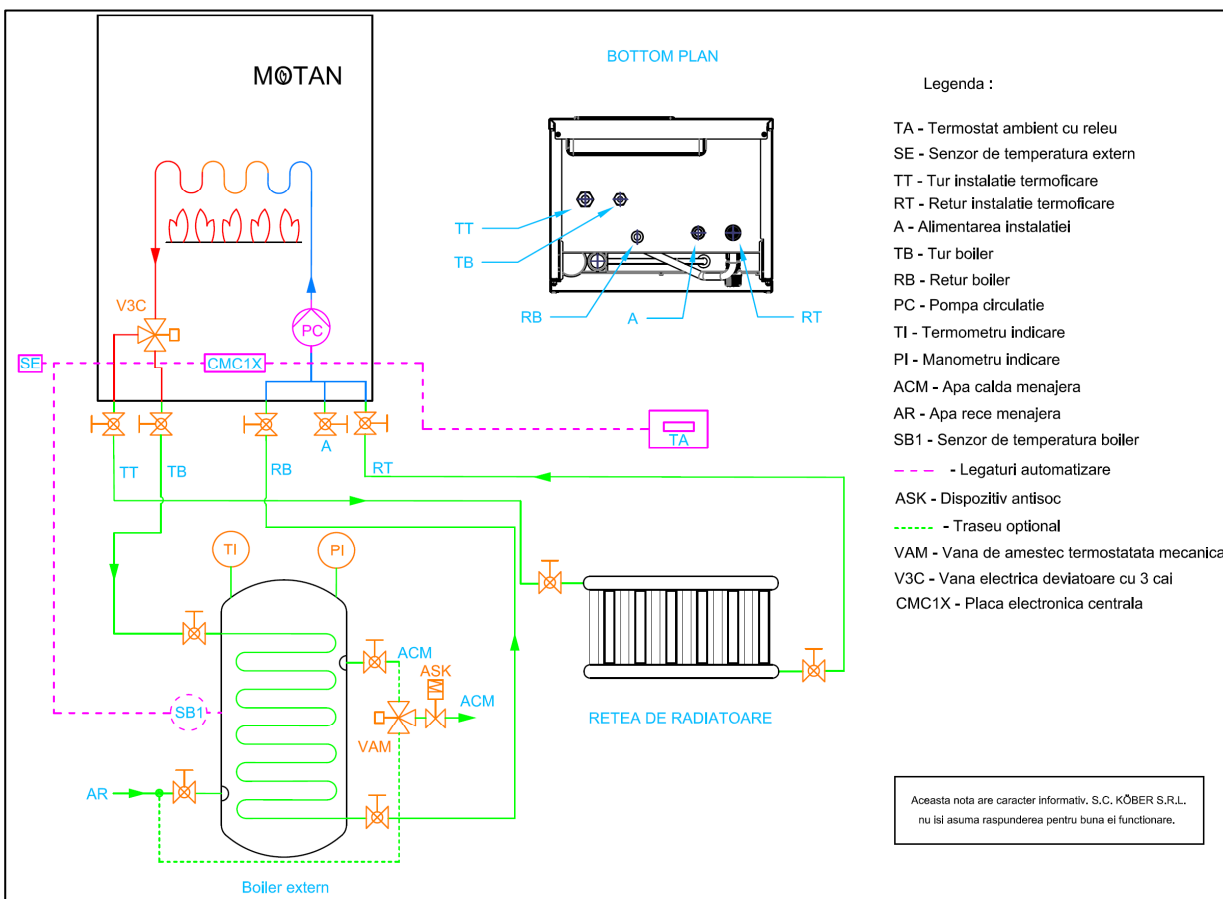 MOTAN
V3C
PC
SE
CMC1X
TA
A
TT
TB
RB
RT
TI
PI
ACM
ASK
ACM
SB1
VAM
AR
Boiler extern
RETEA DE RADIATOARE
BOTTOM PLAN
TT
TB
RB
A
RT
Legenda :
TA - Termostat ambient cu releu
SE - Senzor de temperatura extern
TT - Tur instalatie termoficare
RT - Retur instalatie termoficare
A - Alimentarea instalatiei
TB - Tur boiler
RB - Retur boiler
PC - Pompa circulatie
TI - Termometru indicare
PI - Manometru indicare
ACM - Apa calda menajera
AR - Apa rece menajera
SB1 - Senzor de temperatura boiler
- Legaturi automatizare
ASK - Dispozitiv antisoc
- Traseu optional
VAM - Vana de amestec termostatata mecanica
V3C - Vana electrica deviatoare cu 3 cai
CMC1X - Placa electronica centrala
Aceasta nota are caracter informativ. S.C. KÖBER S.R.L.
nu isi asuma raspunderea pentru buna ei functionare.